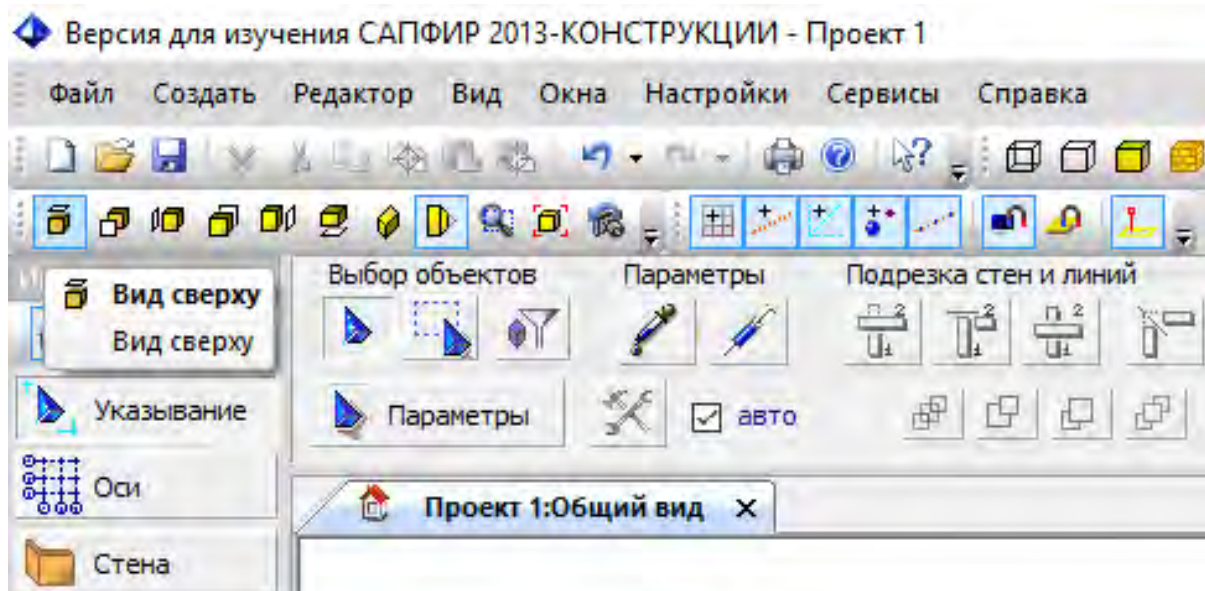 Версия для изучения САПФИР 2013-КОНСТРУКЦИИ - Проект 1
Файл Создать Редактор Вид Окна Настройки Сервисы Справка
Выбор объектов Параметры Подрезка стен и линий
Вид сверху
Вид сверху
Указывание
Параметры авто
Оси
Проект 1:Общий вид
Стена